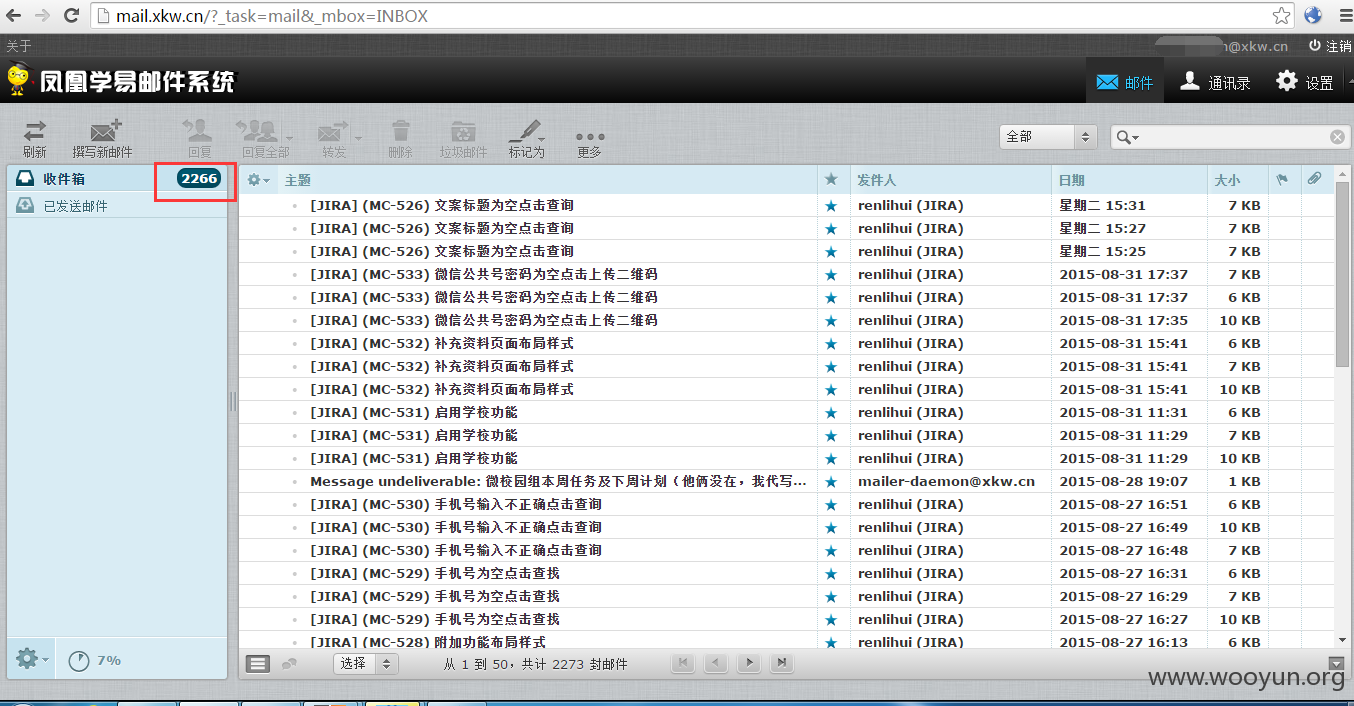 mail.xkw.cn/?_task=mail&_mbox=INBOX
关于 n@xkw.cn 注销
凤凰学易邮件系统 邮件 通讯录 设置
刷新 撰写新邮件 回复 回复全部 转发 删除 垃圾邮件 标记为 更多 全部
收件箱 2266
已发送邮件
主题 发件人 日期 大小
[JIRA] (MC-526) 文案标题为空点击查询 renlihui (JIRA) 星期二 15:31 7 KB
[JIRA] (MC-526) 文案标题为空点击查询 renlihui (JIRA) 星期二 15:27 7 KB
[JIRA] (MC-526) 文案标题为空点击查询 renlihui (JIRA) 星期二 15:25 7 KB
[JIRA] (MC-533) 微信公共号密码为空点击上传二维码 renlihui (JIRA) 2015-08-31 17:37 7 KB
[JIRA] (MC-533) 微信公共号密码为空点击上传二维码 renlihui (JIRA) 2015-08-31 17:37 6 KB
[JIRA] (MC-533) 微信公共号密码为空点击上传二维码 renlihui (JIRA) 2015-08-31 17:35 10 KB
[JIRA] (MC-532) 补充资料页面布局样式 renlihui (JIRA) 2015-08-31 15:41 6 KB
[JIRA] (MC-532) 补充资料页面布局样式 renlihui (JIRA) 2015-08-31 15:41 7 KB
[JIRA] (MC-532) 补充资料页面布局样式 renlihui (JIRA) 2015-08-31 15:41 10 KB
[JIRA] (MC-531) 启用学校功能 renlihui (JIRA) 2015-08-31 11:31 6 KB
[JIRA] (MC-531) 启用学校功能 renlihui (JIRA) 2015-08-31 11:29 7 KB
[JIRA] (MC-531) 启用学校功能 renlihui (JIRA) 2015-08-31 11:29 10 KB
Message undeliverable: 微校园组本周任务及下周计划（他俩没在，我代写... mailer-daemon@xkw.cn 2015-08-28 19:07 1 KB
[JIRA] (MC-530) 手机号输入不正确点击查询 renlihui (JIRA) 2015-08-27 16:51 6 KB
[JIRA] (MC-530) 手机号输入不正确点击查询 renlihui (JIRA) 2015-08-27 16:49 10 KB
[JIRA] (MC-530) 手机号输入不正确点击查询 renlihui (JIRA) 2015-08-27 16:48 7 KB
[JIRA] (MC-529) 手机号为空点击查找 renlihui (JIRA) 2015-08-27 16:31 6 KB
[JIRA] (MC-529) 手机号为空点击查找 renlihui (JIRA) 2015-08-27 16:29 7 KB
[JIRA] (MC-529) 手机号为空点击查找 renlihui (JIRA) 2015-08-27 16:27 10 KB
[JIRA] (MC-528) 附加功能布局样式 renlihui (JIRA) 2015-08-27 16:13 6 KB
7% 选择 从 1 到 50，共计 2273 封邮件
www.wooyun.org